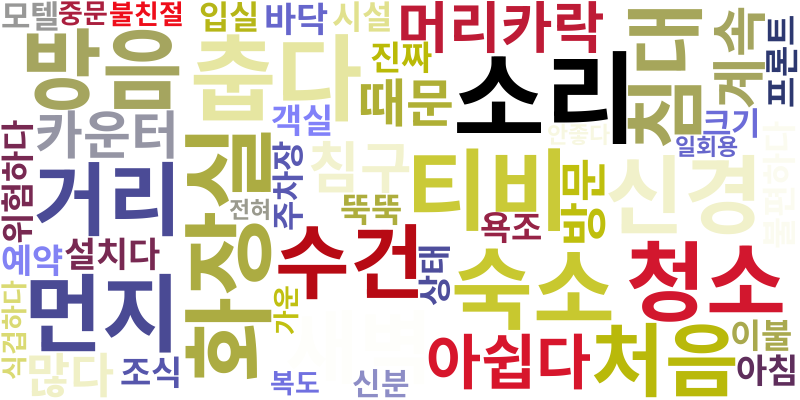 모텔
중문
불친절
입실
바닥
시설
머리카락
침대
계속
프론트
방음
춥다
진짜
때문
소리
카운터
객실
크기
안좋다
일회용
위험하다
거리
화장실
주차장
침구
티비
방문
신경
불편하다
전혀
뚝뚝
욕조
예약
설치다
수건
상태
숙소
청소
먼지
가운
식겁하다
많다
조식
복도
신분
아쉽다
처음
이불
아침